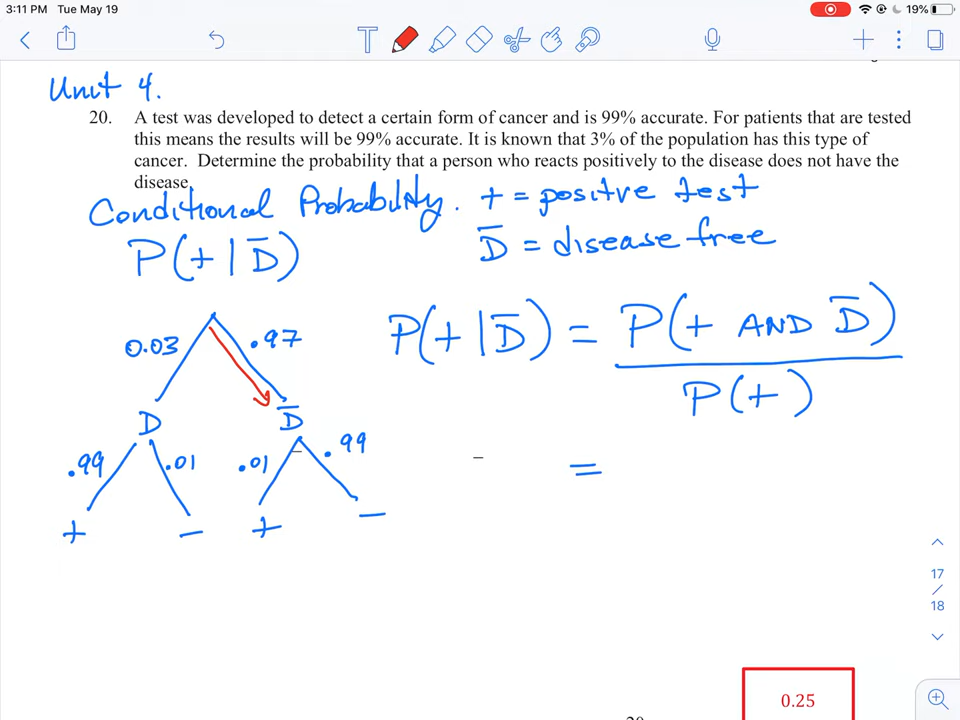 3:11 PM Tue May 19
19%
T
Unit 4.
20. A test was developed to detect a certain form of cancer and is 99% accurate. For patients that are tested
this means the results will be 99% accurate. It is known that 3% of the population has this type of
cancer. Determine the probability that a person who reacts positively to the disease does not have the
disease.
Conditional Probability. + = positve test
P(+ | D̅) D̅ = disease free
0.03 .97
P(+ | D̅) = P(+ AND D̅)
P(+)
D D̅
.99 .01 .01 .99
=
+ − + −
17
/
18
0.25